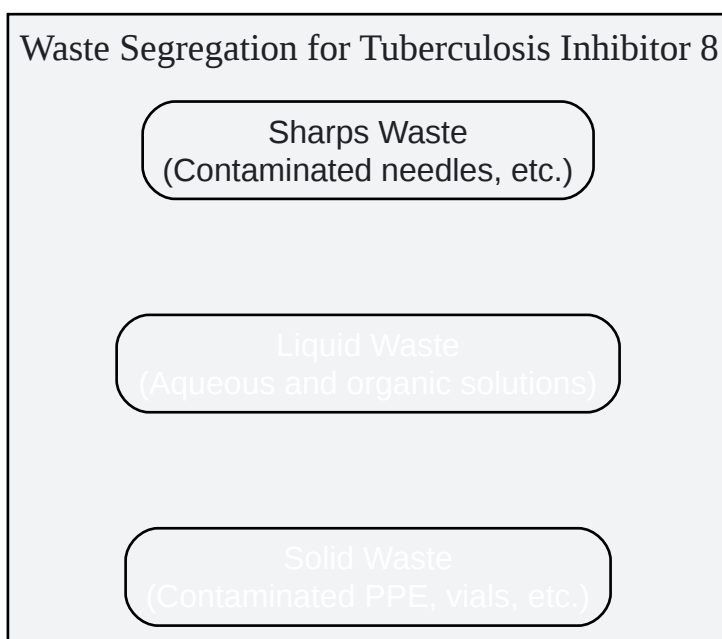 Waste Segregation for Tuberculosis Inhibitor 8
Sharps Waste
(Contaminated needles, etc.)
Liquid Waste
(Aqueous and organic solutions)
Solid Waste
(Contaminated PPE, vials, etc.)